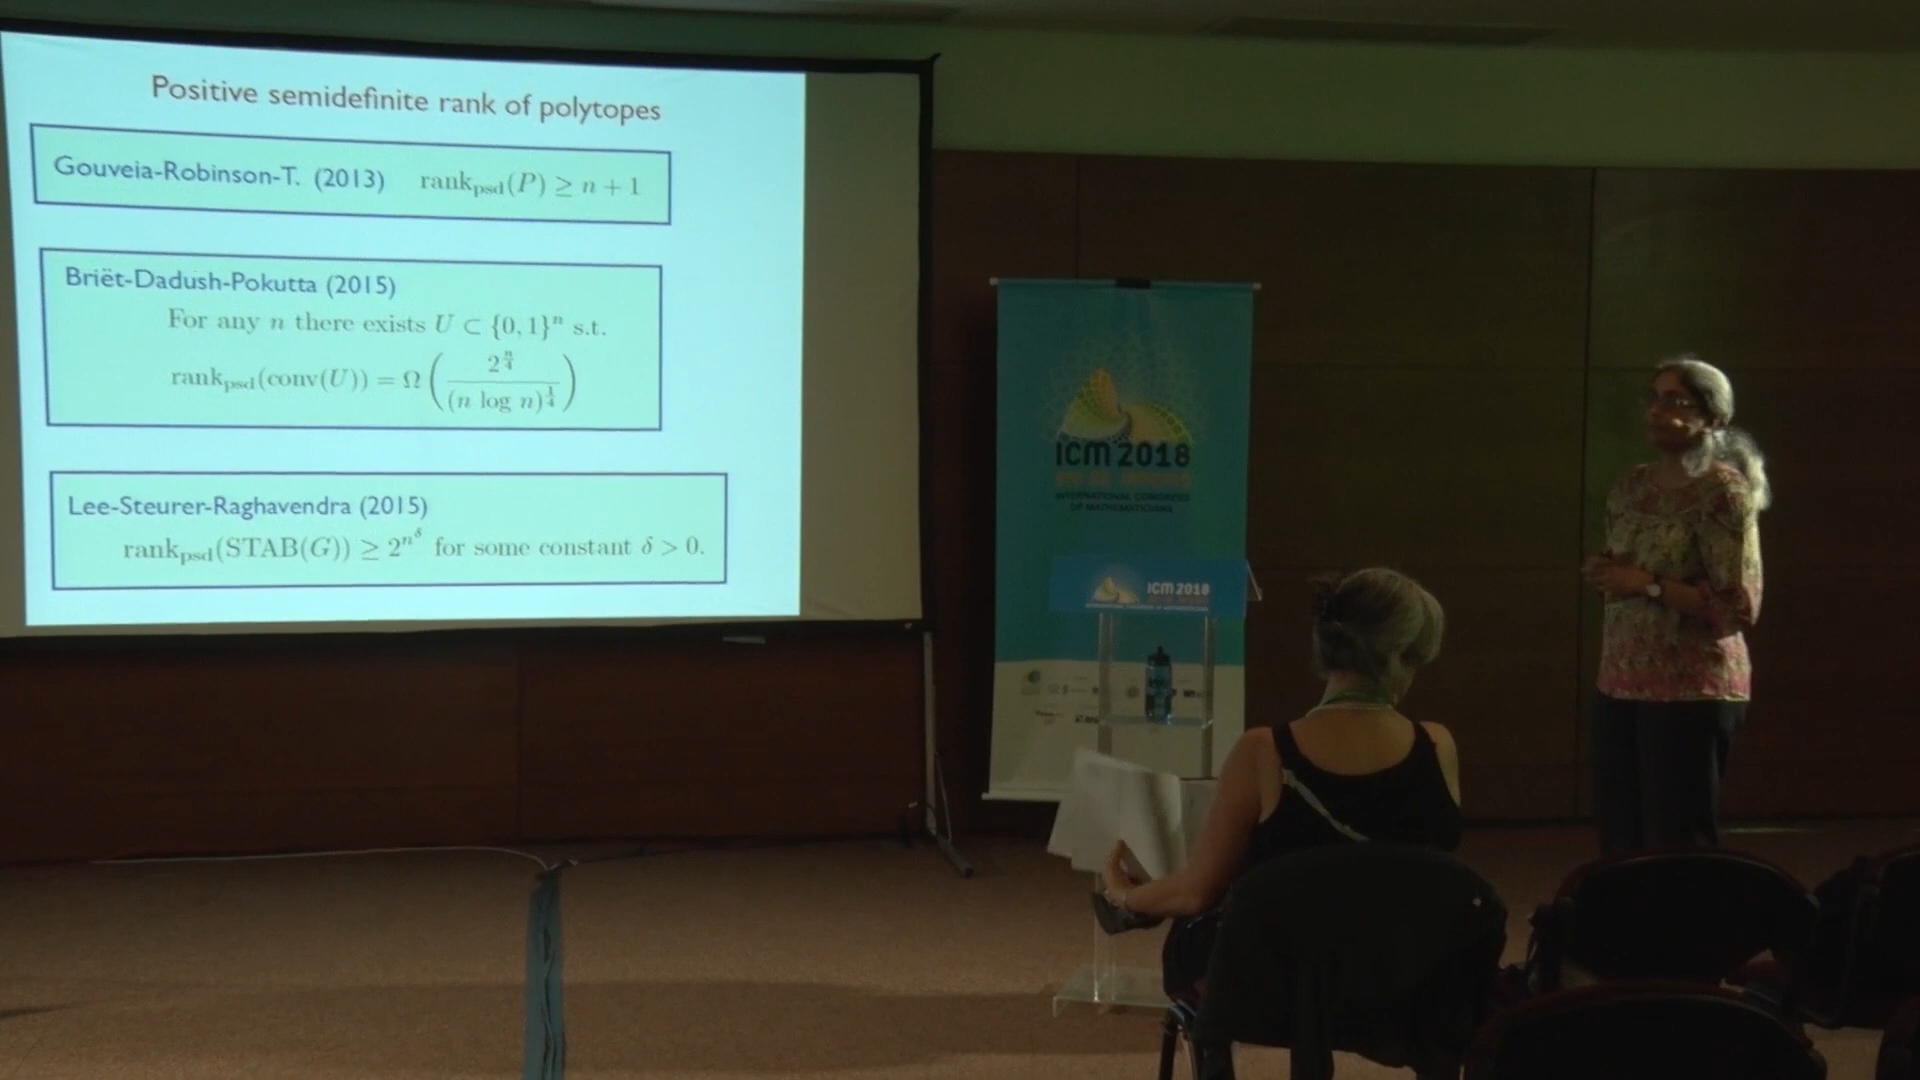 Positive semidefinite rank of polytopes
Gouveia-Robinson-T. (2013) rank_psd(P) ≥ n + 1
Briët-Dadush-Pokutta (2015)
For any n there exists U ⊂ {0, 1}^n s.t.
rank_psd(conv(U)) = Ω ( 2^{n/4} / (n log n)^{1/4} )
Lee-Steurer-Raghavendra (2015)
rank_psd(STAB(G)) ≥ 2^{n^δ} for some constant δ > 0.
ICM 2018
INTERNATIONAL CONGRESS
OF MATHEMATICIANS
ICM 2018